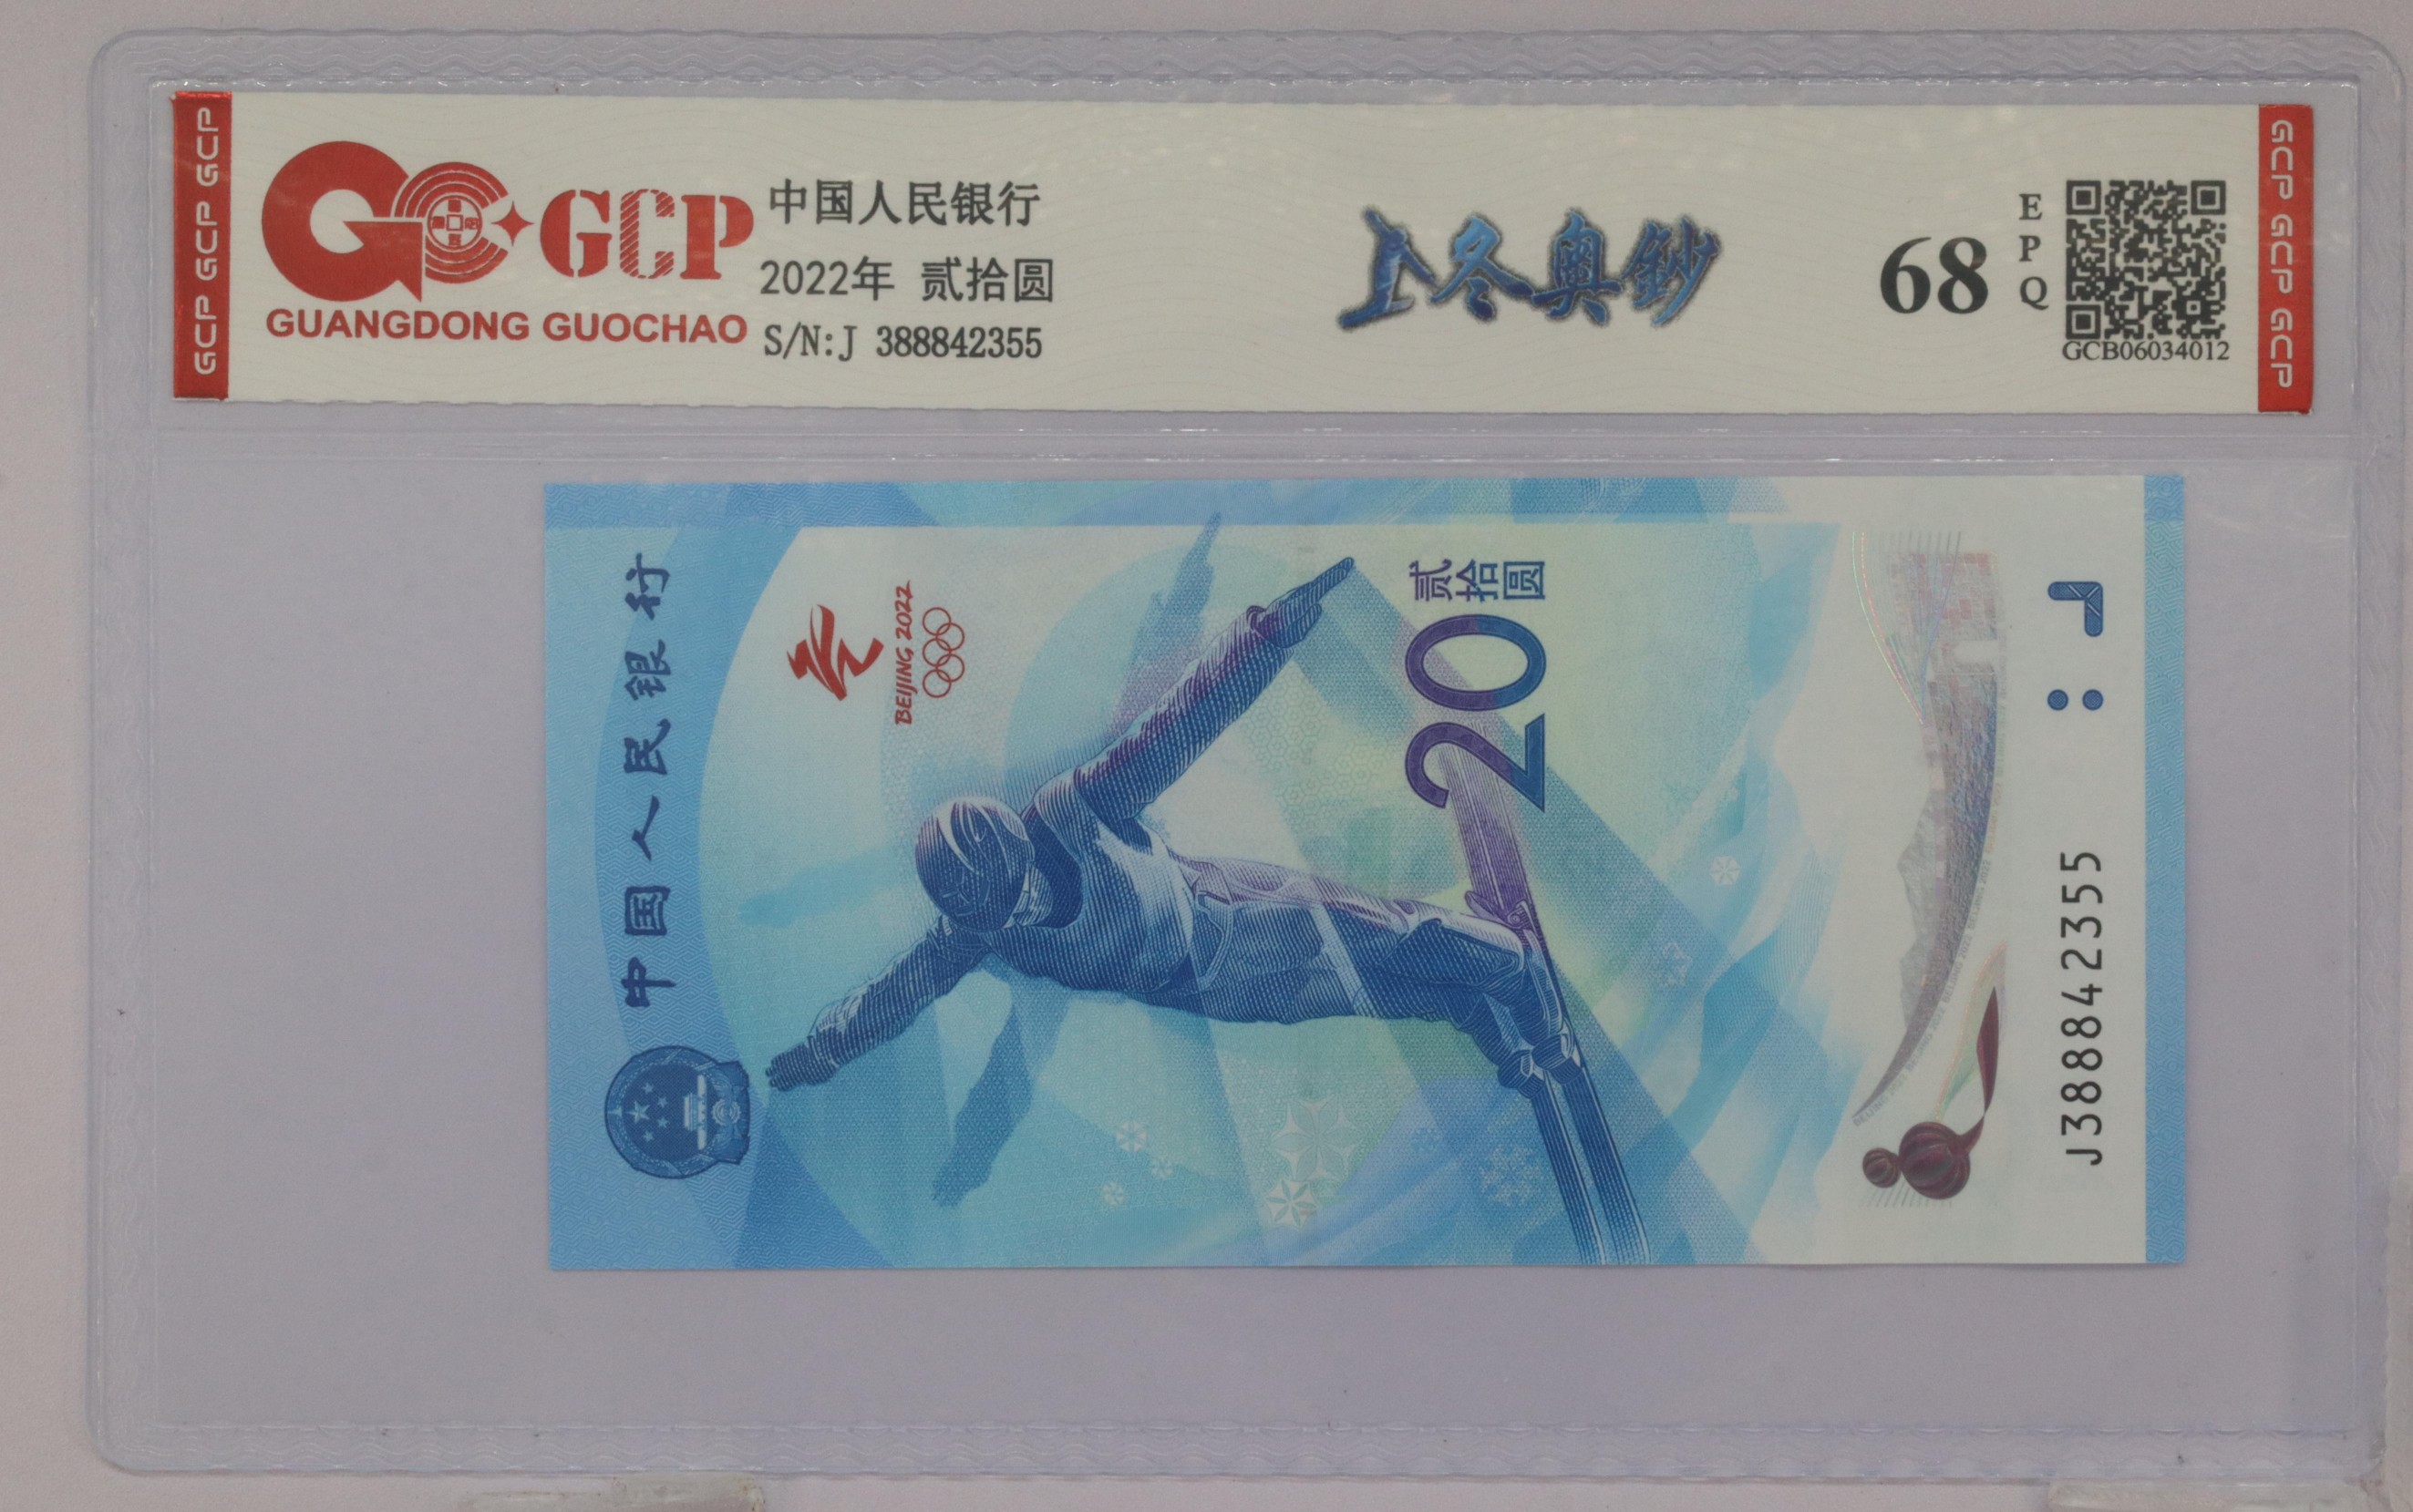 GCP GCP GCP
GCP
GUANGDONG GUOCHAO
中国人民银行
2022年 贰拾圆
S/N:J 388842355
上冬奥鈔
68
EPQ
GCB06034012
GCP GCP GCP
中国人民银行
BEIJING 2022
贰拾圆
20
J388842355